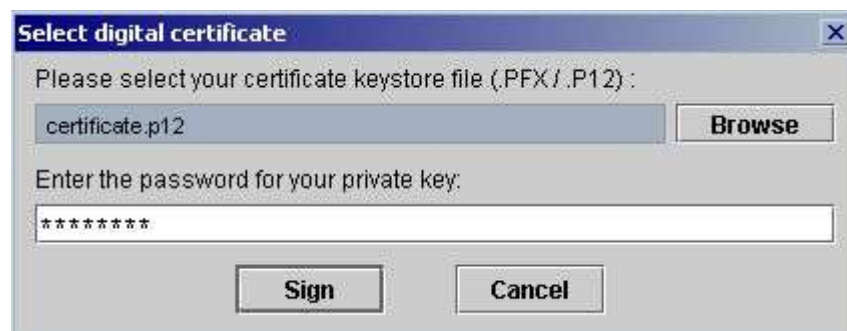 Select digital certificate
Please select your certificate keystore file (.PFX / .P12) :
certificate.p12
Browse
Enter the password for your private key:
********
Sign
Cancel